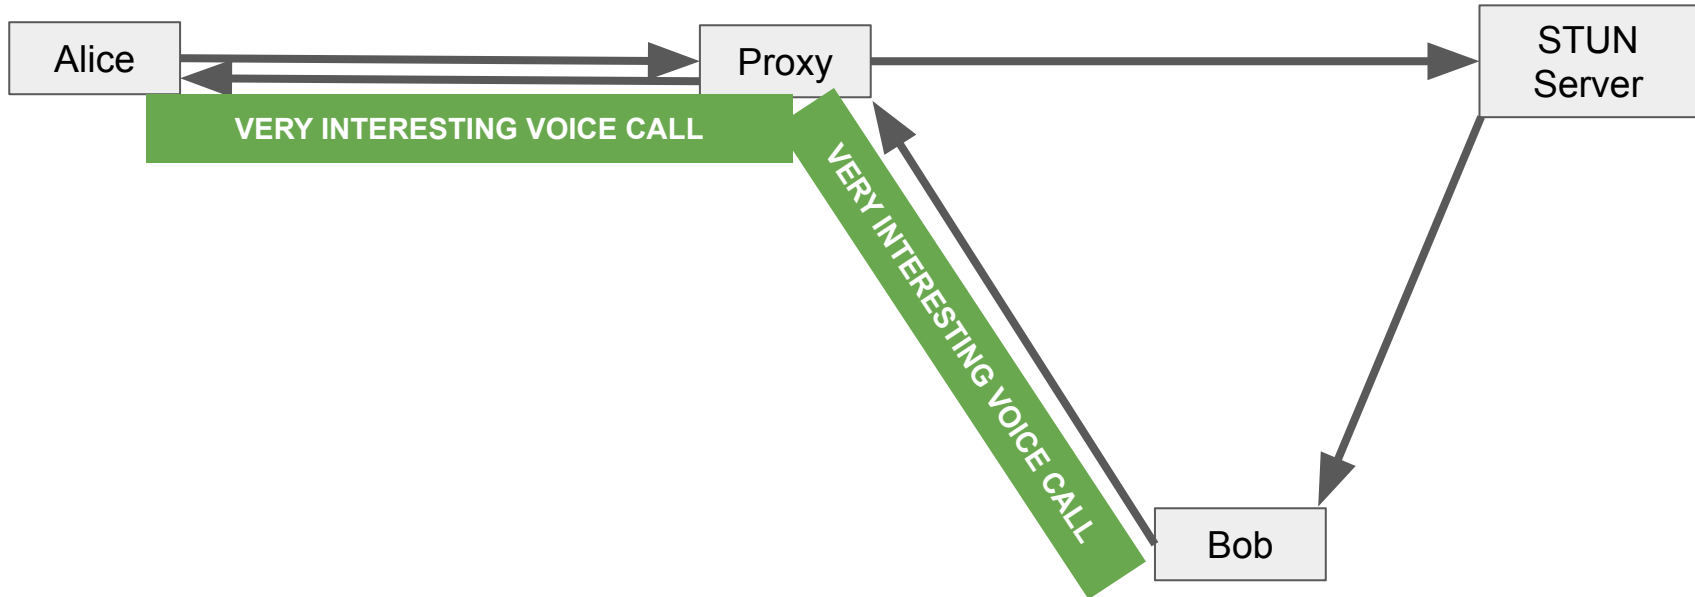 Alice
Proxy
STUN
Server
VERY INTERESTING VOICE CALL
VERY INTERESTING VOICE CALL
Bob